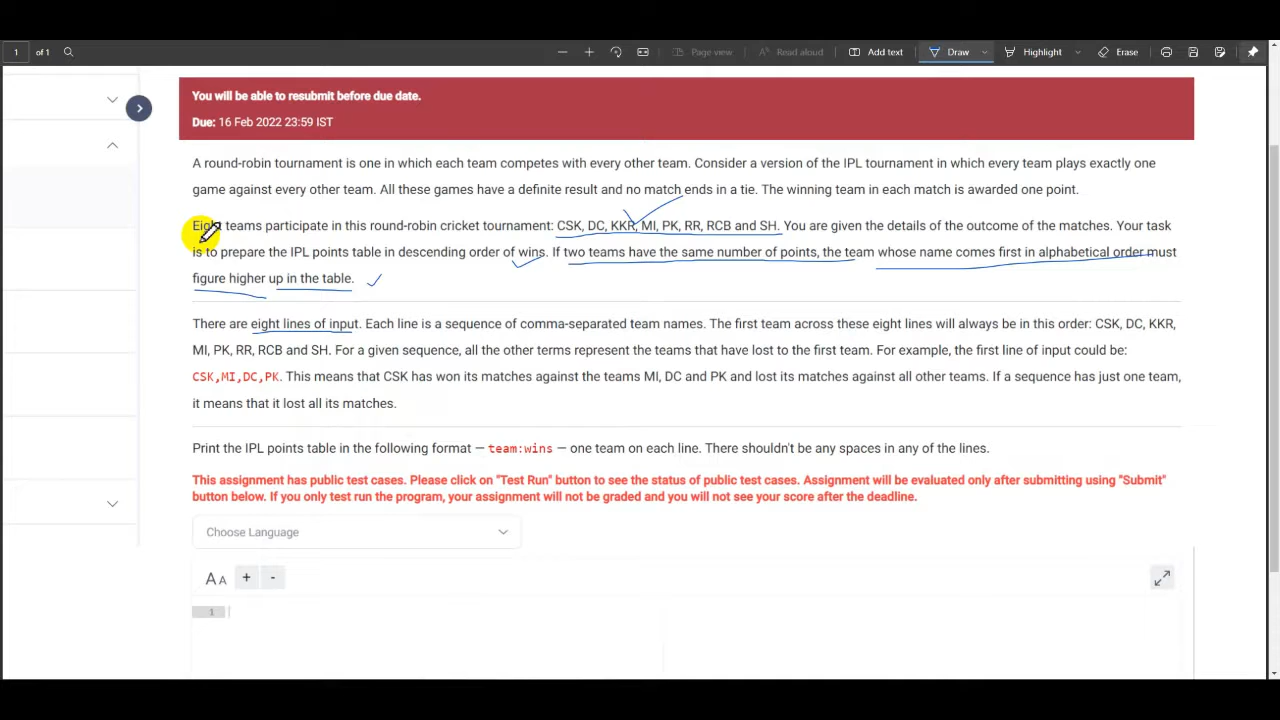 1 of 1 Page view Read aloud Add text Draw Highlight Erase
You will be able to resubmit before due date.
Due: 16 Feb 2022 23:59 IST
A round-robin tournament is one in which each team competes with every other team. Consider a version of the IPL tournament in which every team plays exactly one
game against every other team. All these games have a definite result and no match ends in a tie. The winning team in each match is awarded one point.
Eight teams participate in this round-robin cricket tournament: CSK, DC, KKR, MI, PK, RR, RCB and SH. You are given the details of the outcome of the matches. Your task
is to prepare the IPL points table in descending order of wins. If two teams have the same number of points, the team whose name comes first in alphabetical order must
figure higher up in the table.
There are eight lines of input. Each line is a sequence of comma-separated team names. The first team across these eight lines will always be in this order: CSK, DC, KKR,
MI, PK, RR, RCB and SH. For a given sequence, all the other terms represent the teams that have lost to the first team. For example, the first line of input could be:
CSK,MI,DC,PK. This means that CSK has won its matches against the teams MI, DC and PK and lost its matches against all other teams. If a sequence has just one team,
it means that it lost all its matches.
Print the IPL points table in the following format — team:wins — one team on each line. There shouldn't be any spaces in any of the lines.
This assignment has public test cases. Please click on "Test Run" button to see the status of public test cases. Assignment will be evaluated only after submitting using "Submit"
button below. If you only test run the program, your assignment will not be graded and you will not see your score after the deadline.
Choose Language
A A + -
1